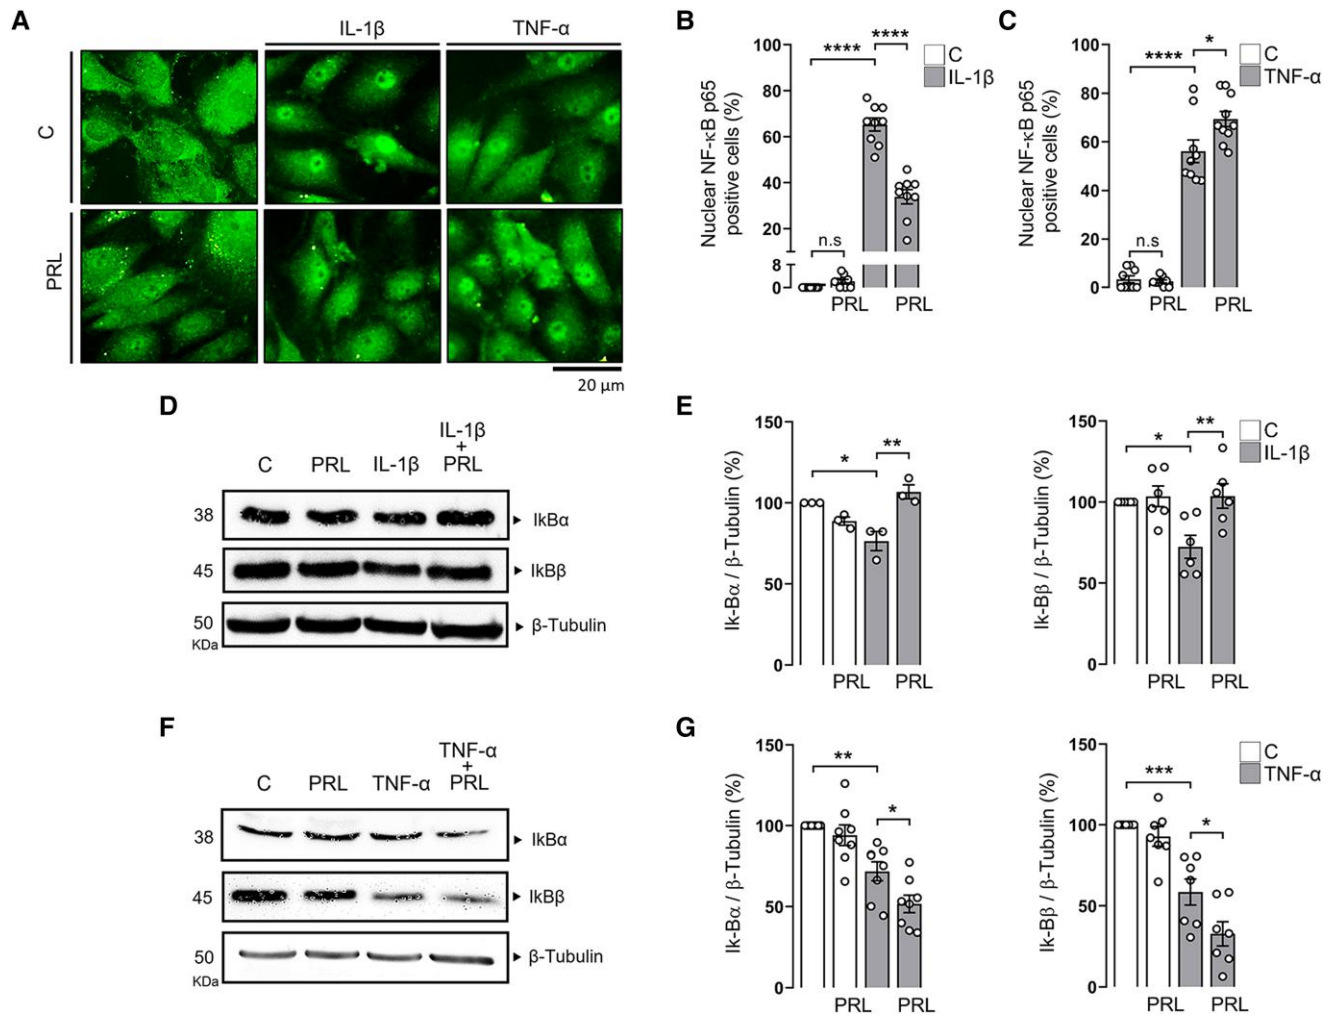 A
IL-1β
TNF-α
C
PRL
20 μm
B
Nuclear NF-κB p65
positive cells (%)
100
80
60
40
20
8
0
****
****
n.s
PRL
PRL
C
IL-1β
C
Nuclear NF-κB p65
positive cells (%)
100
80
60
40
20
0
****
*
n.s
PRL
PRL
C
TNF-α
D
C
PRL
IL-1β
IL-1β
+
PRL
38
IkBα
45
IkBβ
50
KDa
β-Tubulin
E
Ik-Bα / β-Tubulin (%)
150
100
50
0
*
**
PRL
PRL
Ik-Bβ / β-Tubulin (%)
150
100
50
0
*
**
PRL
PRL
C
IL-1β
F
C
PRL
TNF-α
TNF-α
+
PRL
38
IkBα
45
IkBβ
50
KDa
β-Tubulin
G
Ik-Bα / β-Tubulin (%)
150
100
50
0
**
*
PRL
PRL
Ik-Bβ / β-Tubulin (%)
150
100
50
0
***
*
PRL
PRL
C
TNF-α